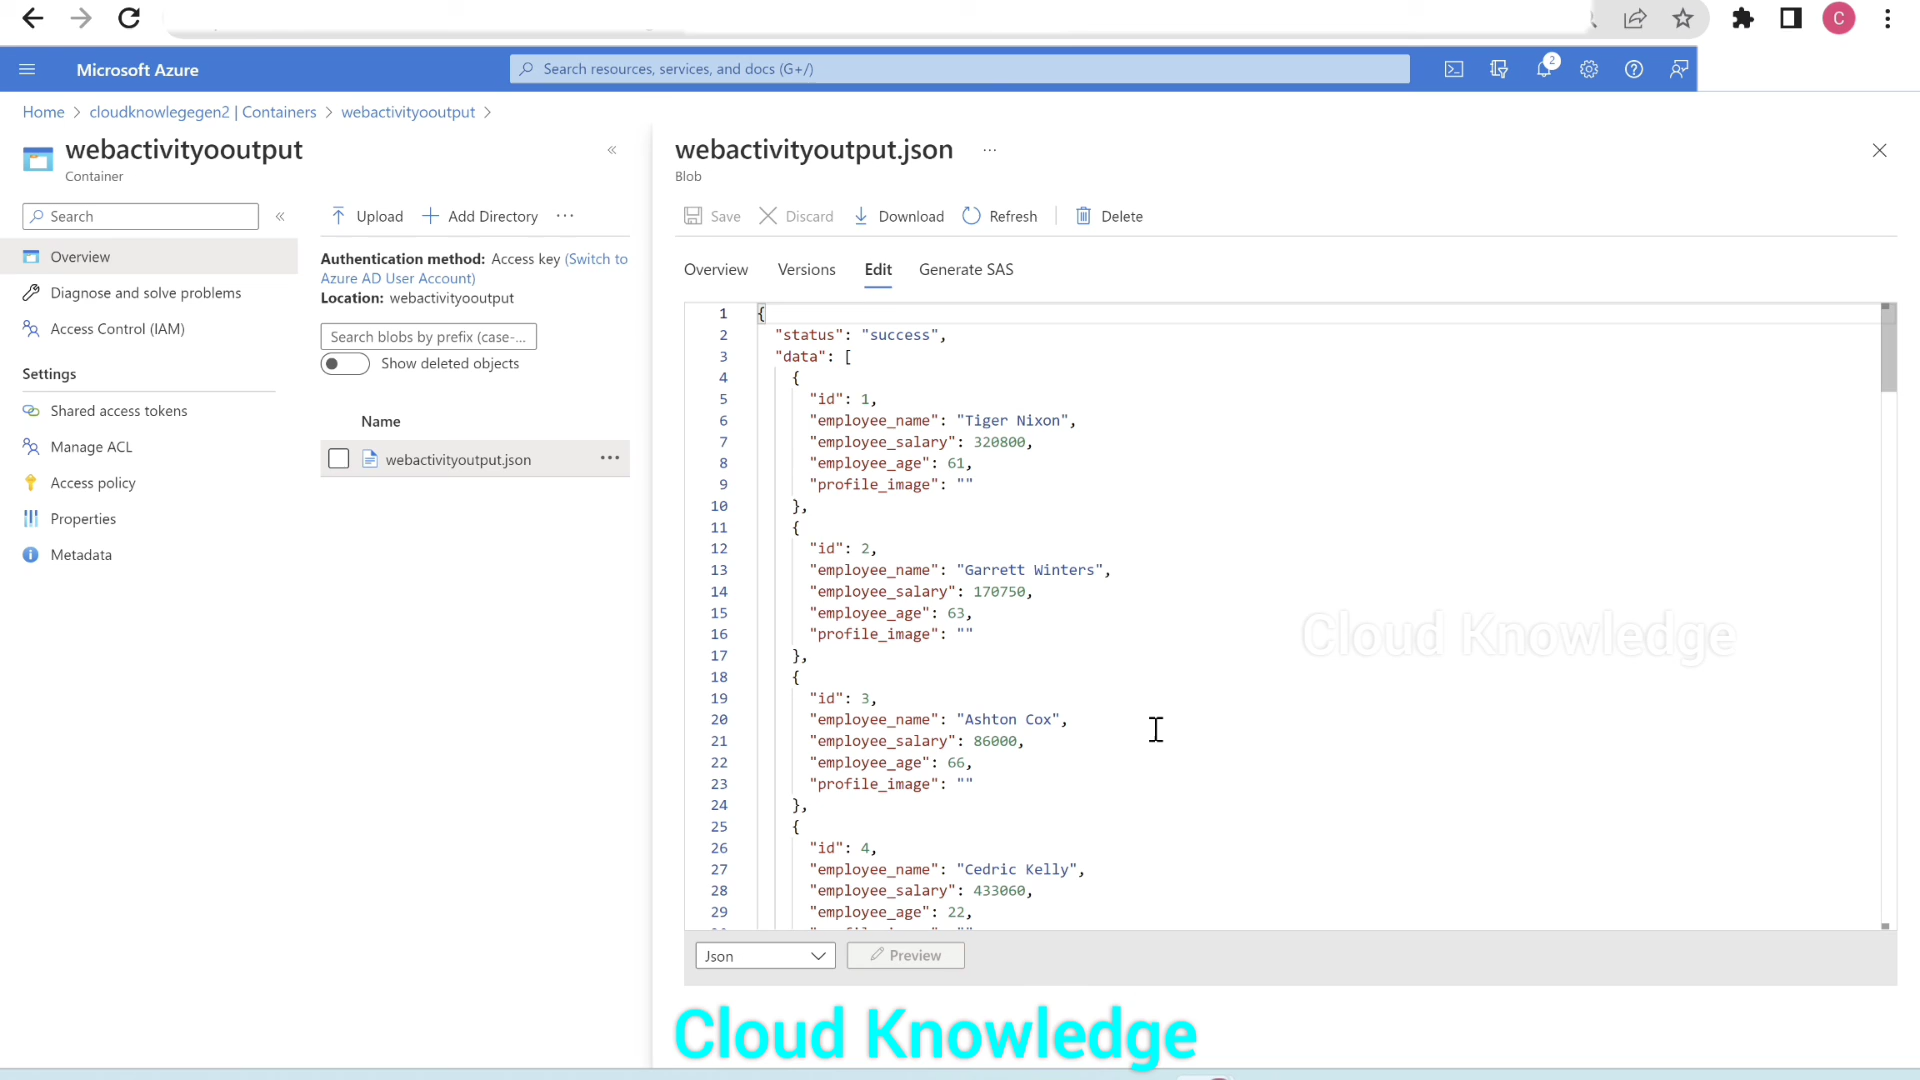 C
Microsoft Azure
Search resources, services, and docs (G+/)
2
Home > cloudknowlegegen2 | Containers > webactivityooutput >
webactivityooutput
Container
Search
Overview
Diagnose and solve problems
Access Control (IAM)
Settings
Shared access tokens
Manage ACL
Access policy
Properties
Metadata
Upload
Add Directory
Authentication method: Access key (Switch to
Azure AD User Account)
Location: webactivityooutput
Search blobs by prefix (case-...
Show deleted objects
Name
webactivityoutput.json
webactivityoutput.json
Blob
Save
Discard
Download
Refresh
Delete
Overview
Versions
Edit
Generate SAS
1 {
2 "status": "success",
3 "data": [
4 {
5 "id": 1,
6 "employee_name": "Tiger Nixon",
7 "employee_salary": 320800,
8 "employee_age": 61,
9 "profile_image": ""
10 },
11 {
12 "id": 2,
13 "employee_name": "Garrett Winters",
14 "employee_salary": 170750,
15 "employee_age": 63,
16 "profile_image": ""
17 },
18 {
19 "id": 3,
20 "employee_name": "Ashton Cox",
21 "employee_salary": 86000,
22 "employee_age": 66,
23 "profile_image": ""
24 },
25 {
26 "id": 4,
27 "employee_name": "Cedric Kelly",
28 "employee_salary": 433060,
29 "employee_age": 22,
Cloud Knowledge
Json
Preview
Cloud Knowledge